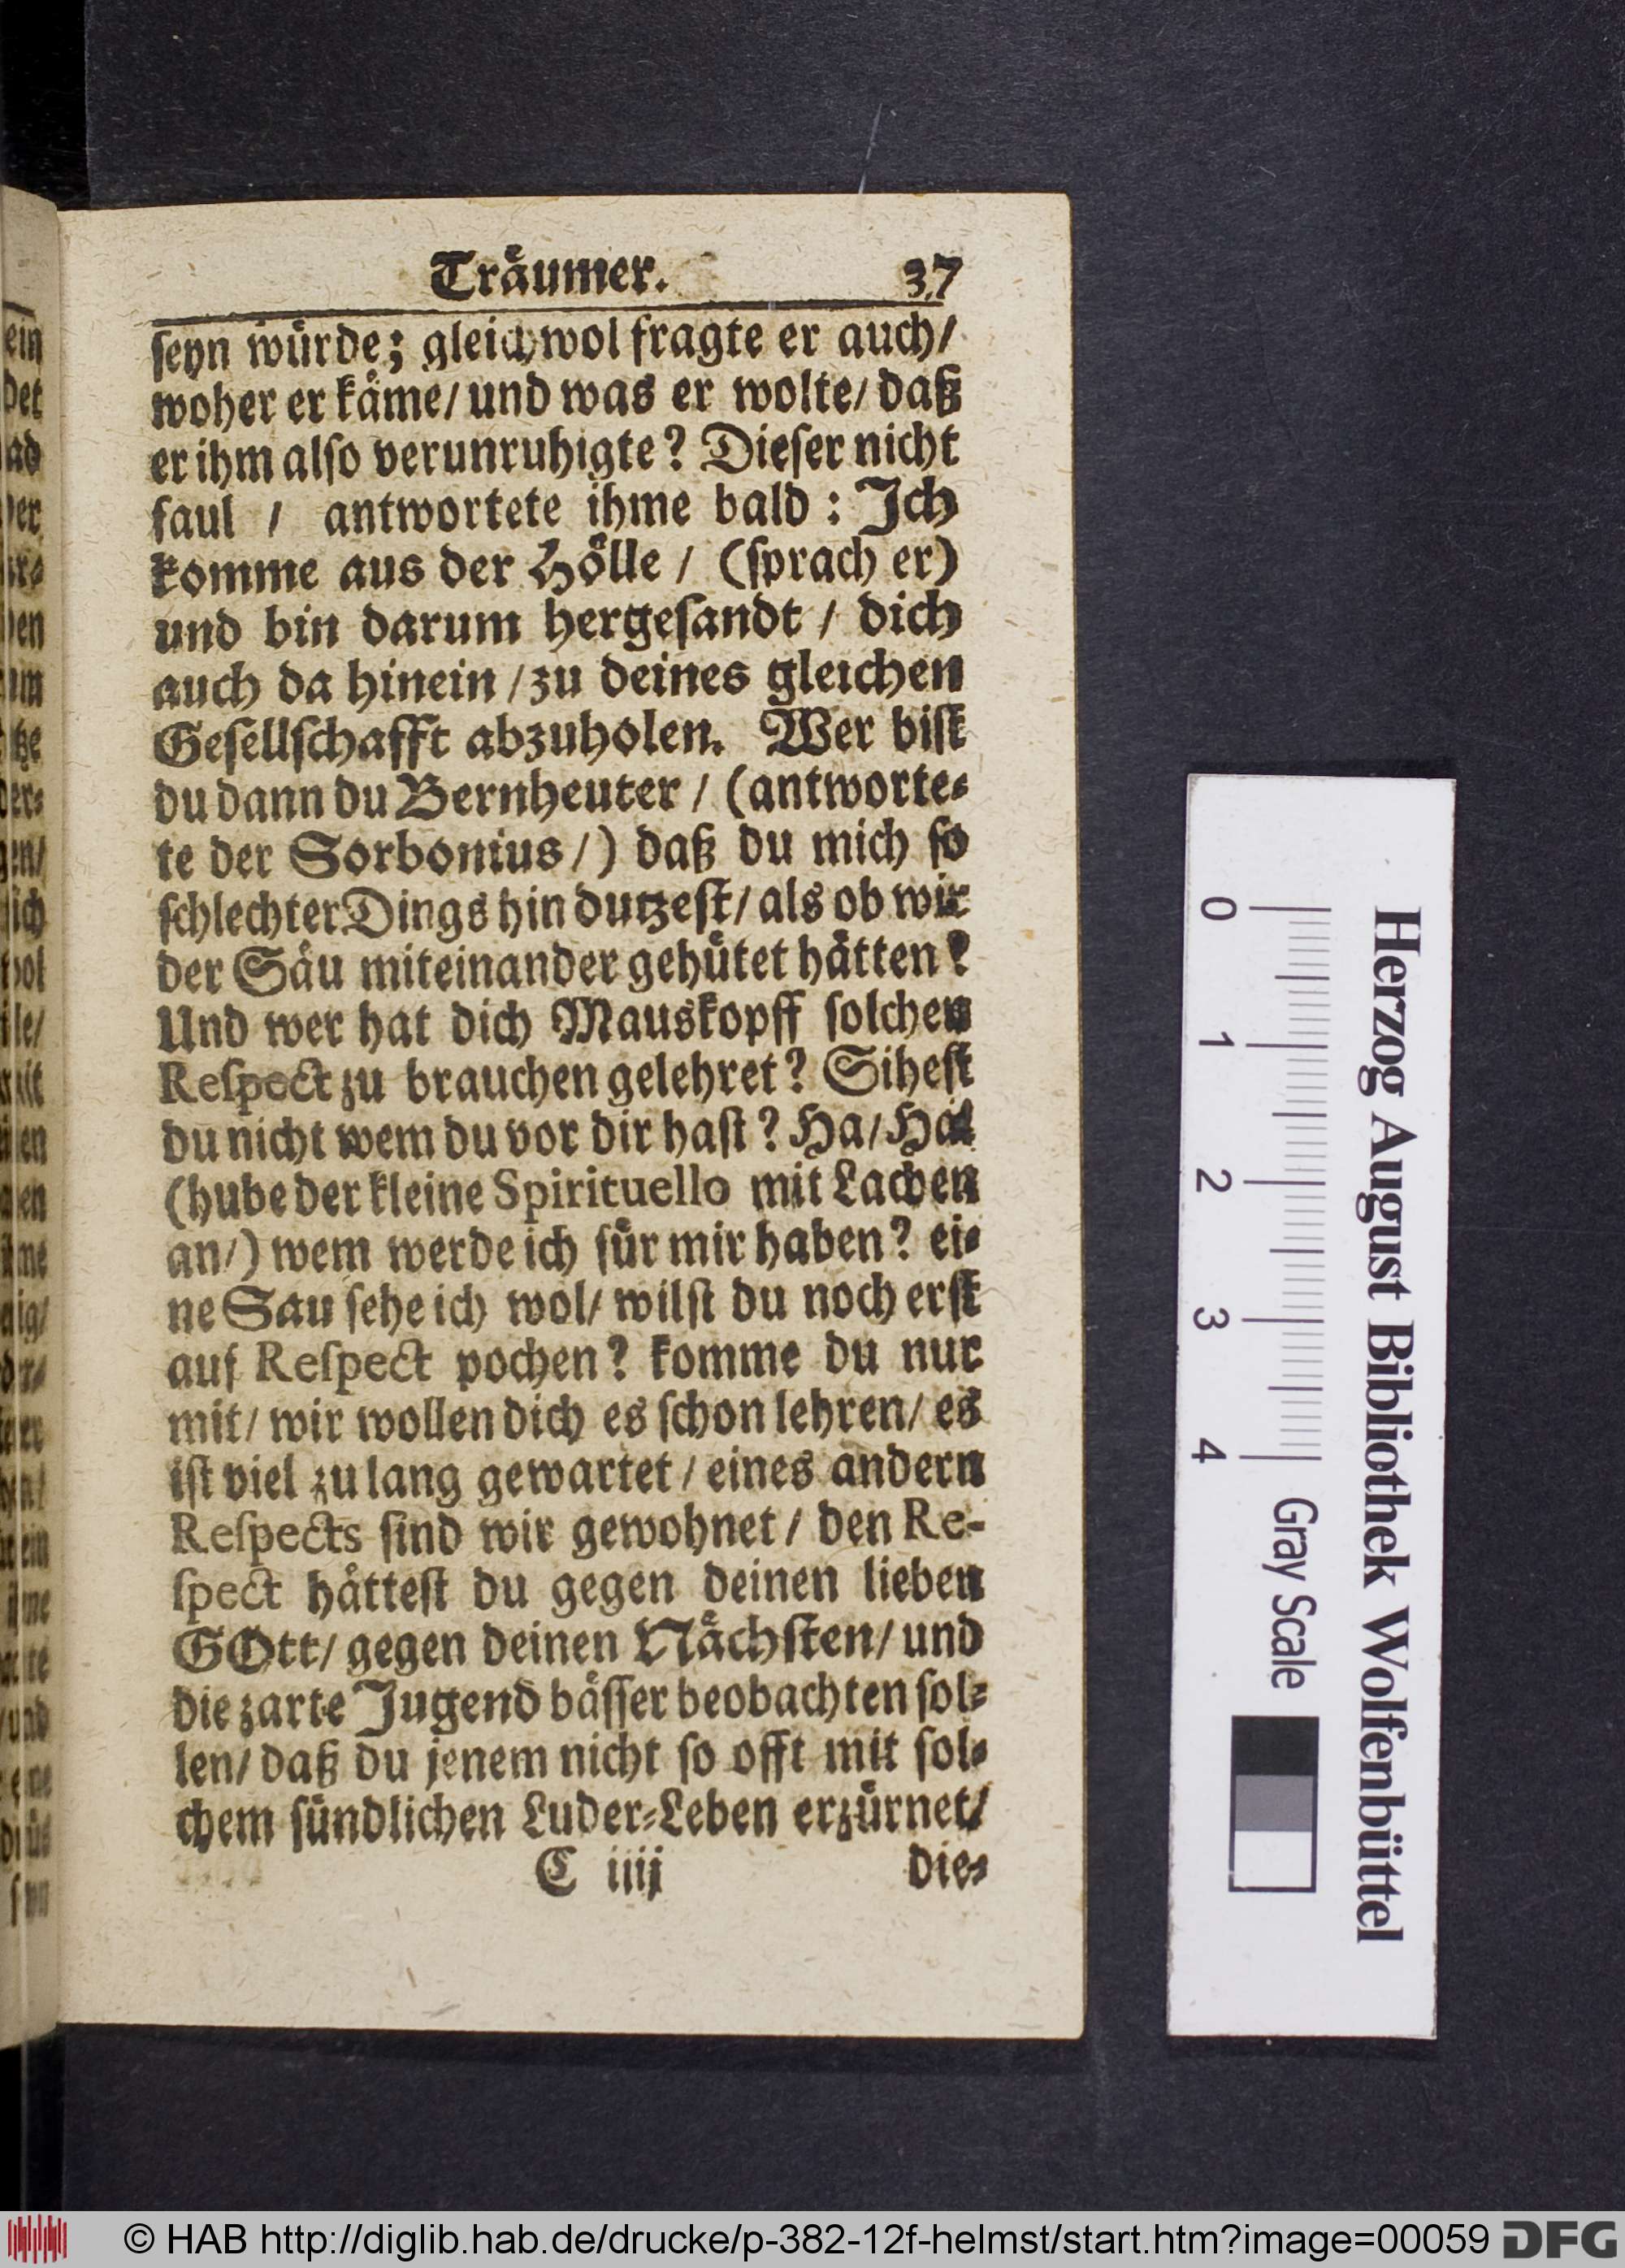 Träumer. 37
ſeyn würde; gleichwol fragte er auch/
woher er käme/ und was er wolte/ daß
er ihm alſo verunruhigte? Dieſer nicht
faul / antwortete ihme bald : Ich
komme aus der Hölle / (ſprach er)
und bin darum hergeſandt / dich
auch da hinein / zu deines gleichen
Geſellſchafft abzuholen. Wer biſt
du dann du Bernheuter / (antworte-
te der Sorbonius /) daß du mich ſo
ſchlechter Dings hin dutzeſt / als ob wir
der Säu miteinander gehütet hätten?
Und wer hat dich Mauskopff ſolchen
Reſpect zu brauchen gelehret? Siheſt
du nicht wem du vor dir haſt? Ha/ Ha!
(hube der kleine Spirituello mit Lachen
an/) wem werde ich für mir haben? ei-
ne Sau ſehe ich wol/ wilſt du noch erſt
auf Reſpect pochen? komme du nur
mit/ wir wollen dich es ſchon lehren/ es
iſt viel zu lang gewartet / eines andern
Reſpects ſind wir gewohnet / den Re-
ſpect hätteſt du gegen deinen lieben
GOtt/ gegen deinen Nächſten/ und
die zarte Jugend bäſſer beobachten ſol-
len/ daß du jenem nicht ſo offt mit ſol-
chem ſündlichen Luder-Leben erzürnet/
C iiij die-
ein
det
ad
0
1
2
3
4
Herzog August Bibliothek Wolfenbüttel
Gray Scale
© HAB http://diglib.hab.de/drucke/p-382-12f-helmst/start.htm?image=00059 DFG